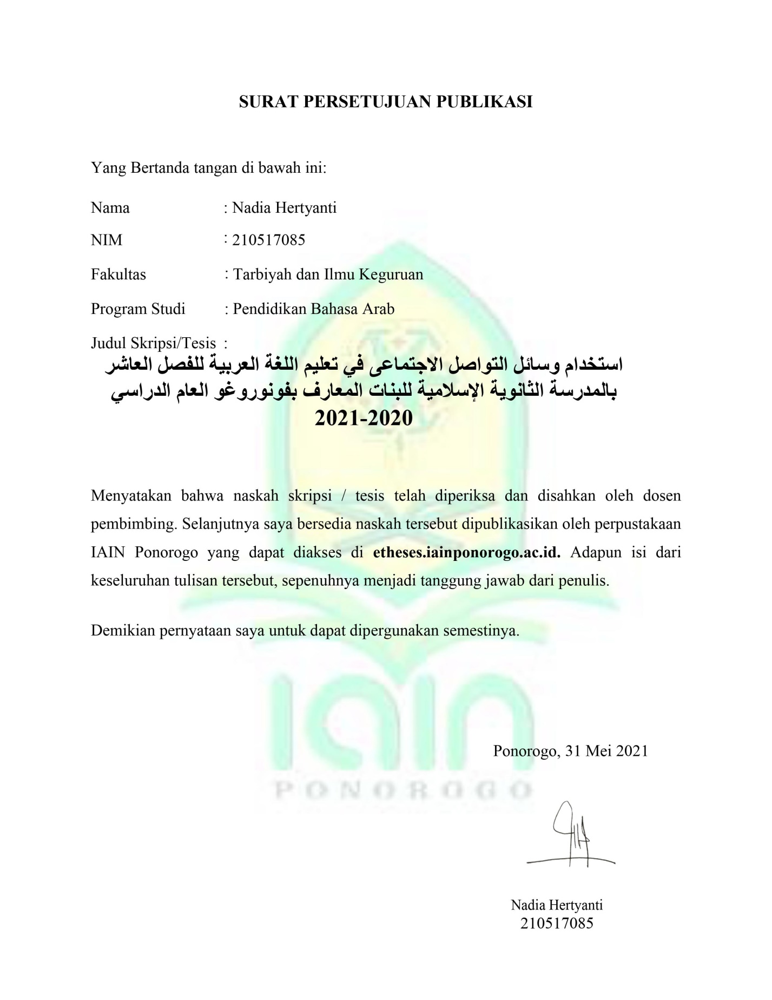 SURAT PERSETUJUAN PUBLIKASI
Yang Bertanda tangan di bawah ini:
Nama : Nadia Hertyanti
NIM : 210517085
Fakultas : Tarbiyah dan Ilmu Keguruan
Program Studi : Pendidikan Bahasa Arab
Judul Skripsi/Tesis :
استخدام وسائل التواصل الاجتماعى في تعليم اللغة العربية للفصل العاشر
بالمدرسة الثانوية الإسلامية للبنات المعارف بفونوروغو العام الدراسي
2021-2020
Menyatakan bahwa naskah skripsi / tesis telah diperiksa dan disahkan oleh dosen
pembimbing. Selanjutnya saya bersedia naskah tersebut dipublikasikan oleh perpustakaan
IAIN Ponorogo yang dapat diakses di etheses.iainponorogo.ac.id. Adapun isi dari
keseluruhan tulisan tersebut, sepenuhnya menjadi tanggung jawab dari penulis.
Demikian pernyataan saya untuk dapat dipergunakan semestinya.
iain
Ponorogo, 31 Mei 2021
PONOROGO
Nadia Hertyanti
210517085